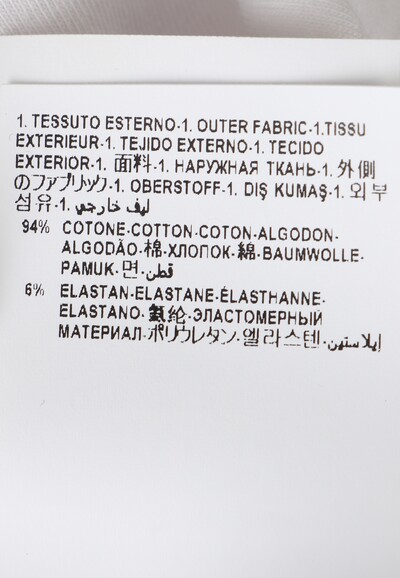 1. TESSUTO ESTERNO-1. OUTER FABRIC-1.TISSU
EXTERIEUR-1. TEJIDO EXTERNO-1. TECIDO
EXTERIOR-1. 面料-1. НАРУЖНАЯ ТКАНЬ-1. 外側
のファブリック-1. OBERSTOFF-1. DIŞ KUMAŞ-1. 외부
섬유-1. ليف خارجي
94% COTONE-COTTON-COTON-ALGODON-
ALGODÃO-棉-ХЛОПОК-綿-BAUMWOLLE-
PAMUK-면-قطن
6% ELASTAN-ELASTANE-ÉLASTHANNE-
ELASTANO-氨纶-ЭЛАСТОМЕРНЫЙ
МАТЕРИАЛ-ポリウレタン-엘라스텐-إيلاستين